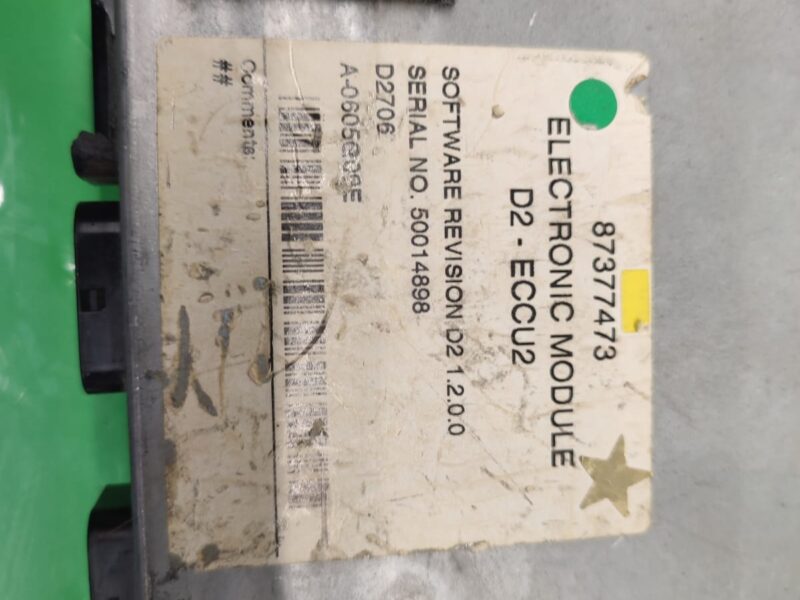 87377473
ELECTRONIC MODULE
D2 - ECCU2
SOFTWARE REVISION D2 1.2.0.0
SERIAL NO. 50014898
D2706
Comments:
##